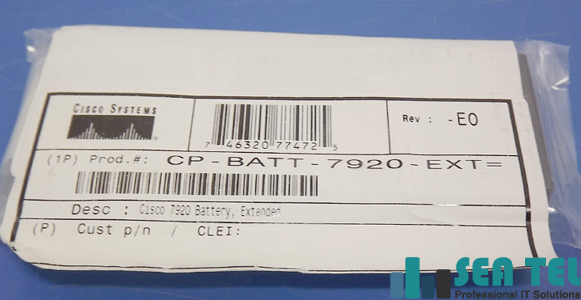 CISCO SYSTEMS
7 46320 77472 5
Rev : -E0
(1P) Prod.#: CP-BATT-7920-EXT=
Desc : Cisco 7920 Battery, Extended
(P) Cust p/n / CLEI:
SEA TEL
Professional IT Solutions